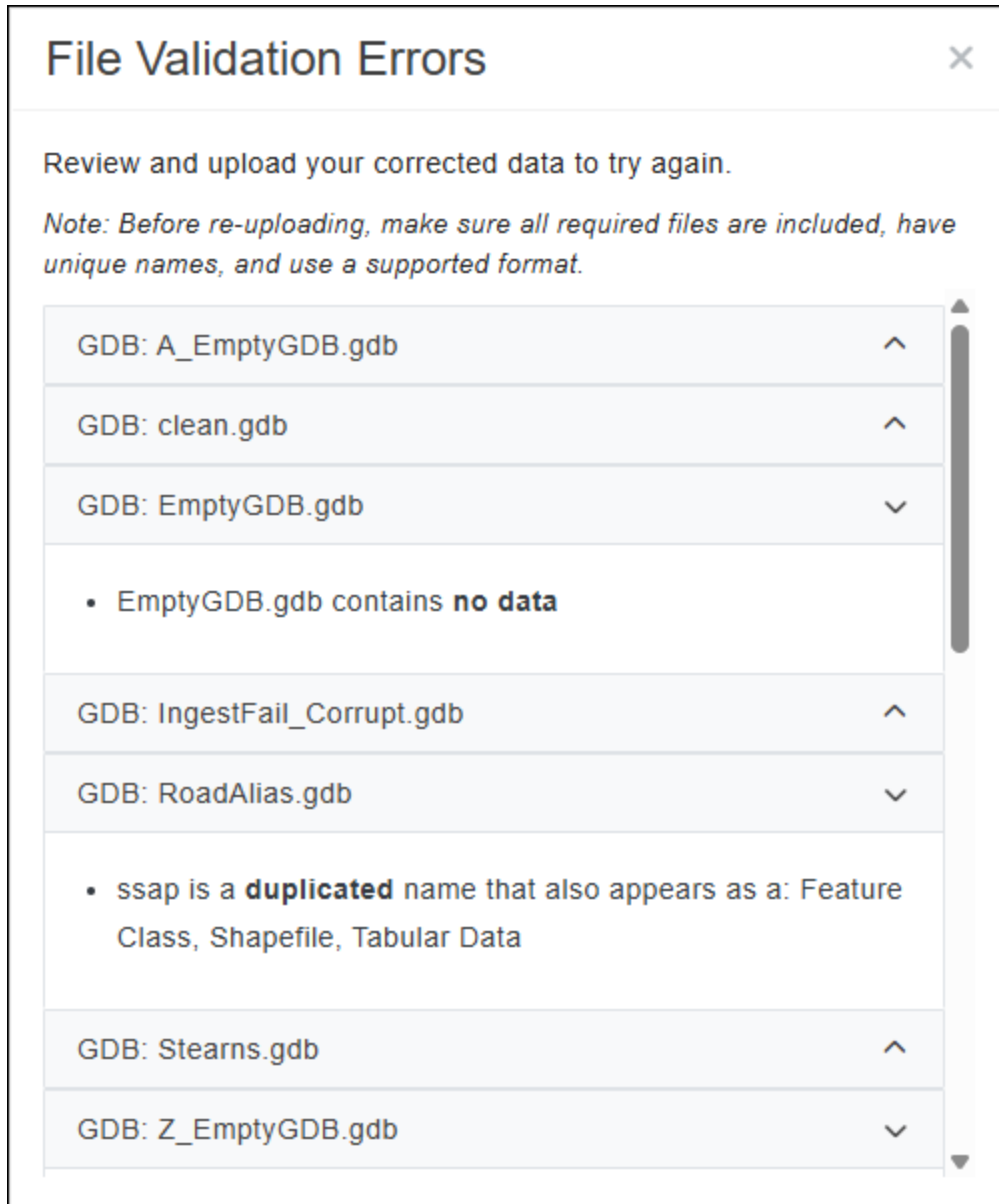 File Validation Errors
Review and upload your corrected data to try again.
Note: Before re-uploading, make sure all required files are included, have
unique names, and use a supported format.
GDB: A_EmptyGDB.gdb
GDB: clean.gdb
GDB: EmptyGDB.gdb
• EmptyGDB.gdb contains no data
GDB: IngestFail_Corrupt.gdb
GDB: RoadAlias.gdb
• ssap is a duplicated name that also appears as a: Feature
Class, Shapefile, Tabular Data
GDB: Stearns.gdb
GDB: Z_EmptyGDB.gdb